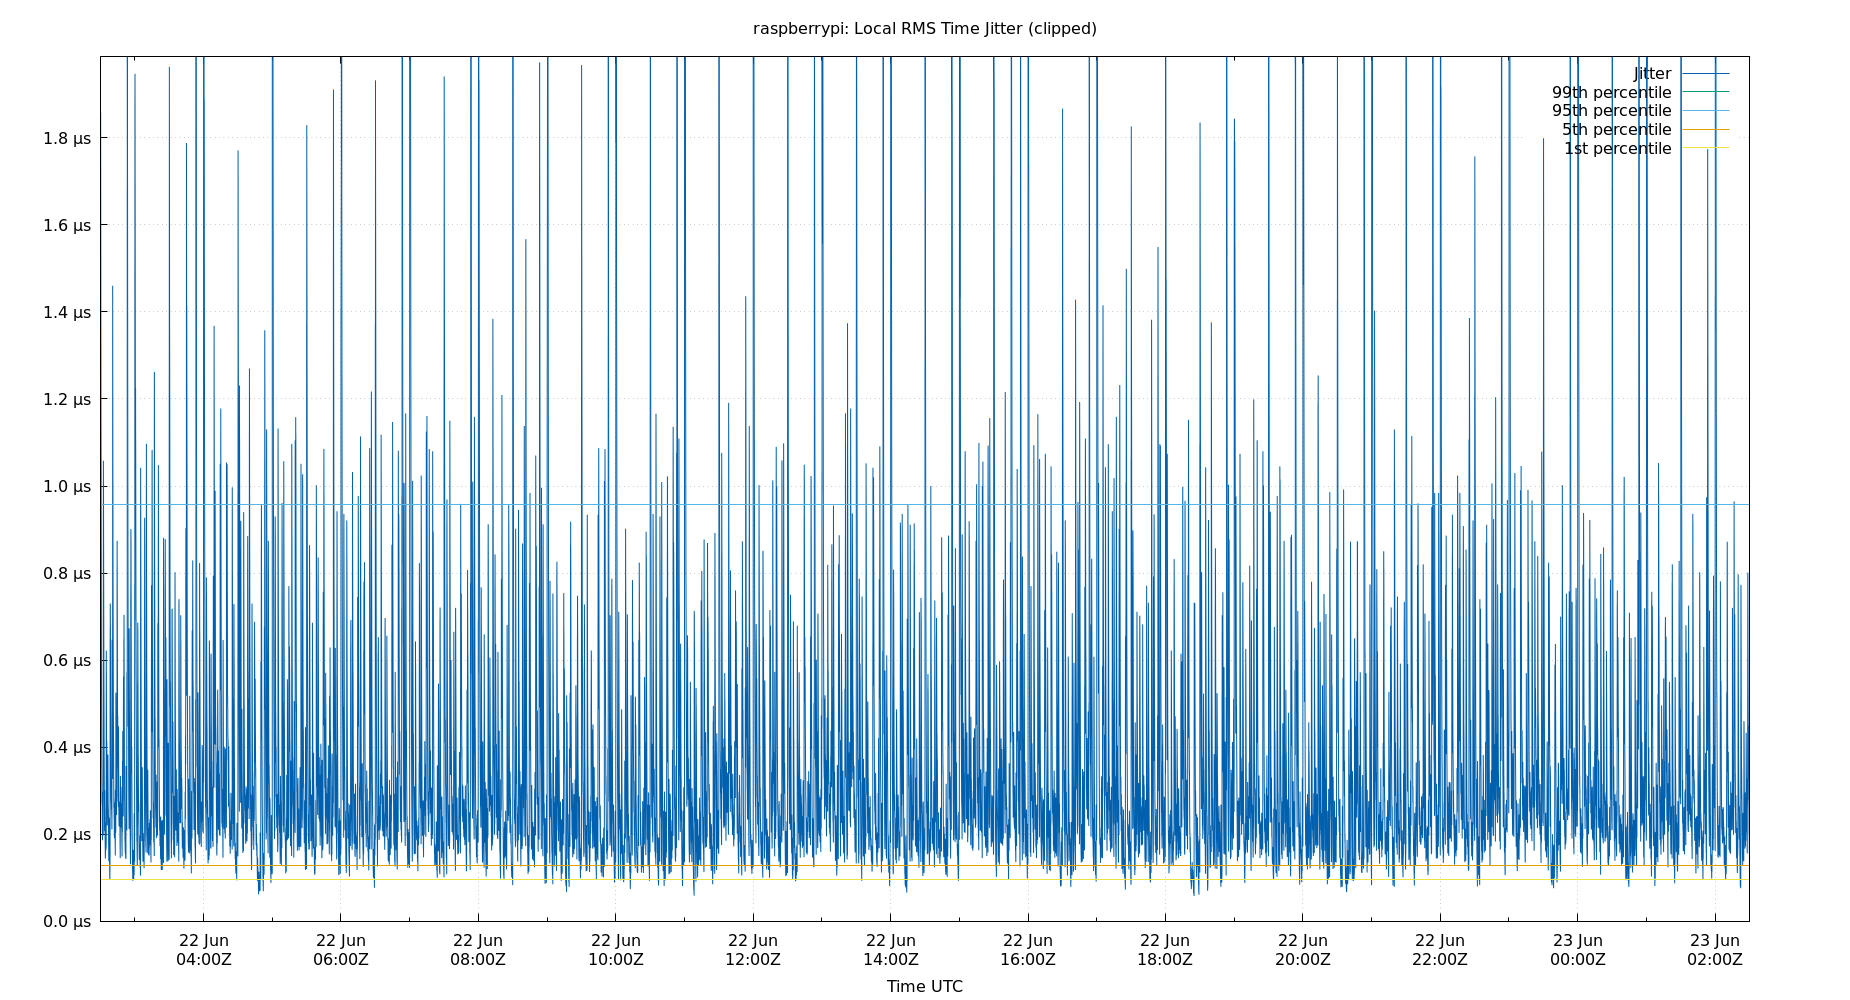 raspberrypi: Local RMS Time Jitter (clipped)
Jitter
99th percentile
95th percentile
5th percentile
1st percentile
1.8 µs
1.6 µs
1.4 µs
1.2 µs
1.0 µs
0.8 µs
0.6 µs
0.4 µs
0.2 µs
0.0 µs
22 Jun 22 Jun 22 Jun 22 Jun 22 Jun 22 Jun 22 Jun 22 Jun 22 Jun 22 Jun 23 Jun 23 Jun
04:00Z 06:00Z 08:00Z 10:00Z 12:00Z 14:00Z 16:00Z 18:00Z 20:00Z 22:00Z 00:00Z 02:00Z
Time UTC